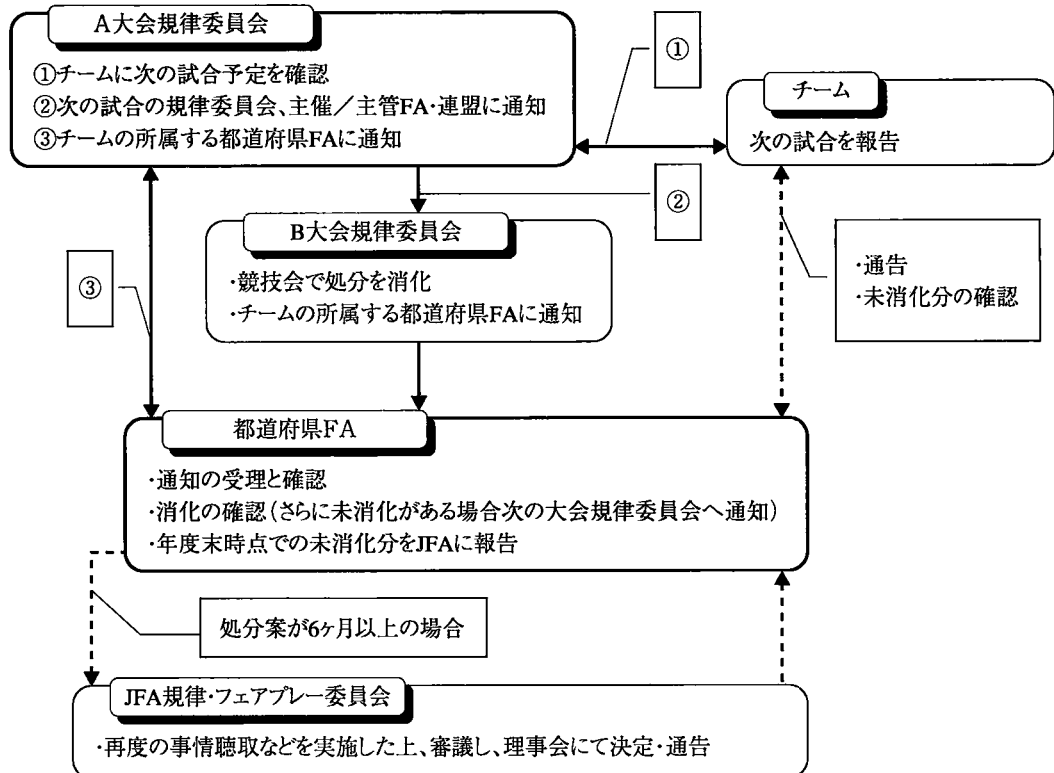 A大会規律委員会
①チームに次の試合予定を確認
②次の試合の規律委員会、主催／主管FA・連盟に通知
③チームの所属する都道府県FAに通知
①
チーム
次の試合を報告
②
B大会規律委員会
・競技会で処分を消化
・チームの所属する都道府県FAに通知
③
・通告
・未消化分の確認
都道府県FA
・通知の受理と確認
・消化の確認（さらに未消化がある場合次の大会規律委員会へ通知）
・年度末時点での未消化分をJFAに報告
処分案が6ヶ月以上の場合
JFA規律・フェアプレー委員会
・再度の事情聴取などを実施した上、審議し、理事会にて決定・通告